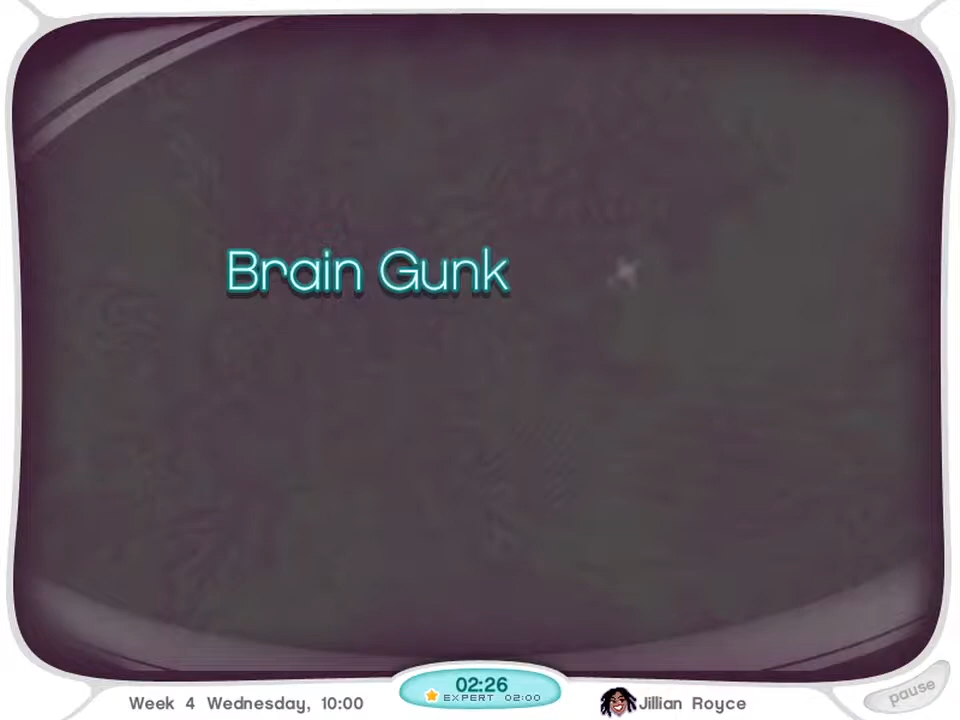 Brain Gunk
02:26
EXPERT 02:00
Week 4 Wednesday, 10:00
Jillian Royce
pause